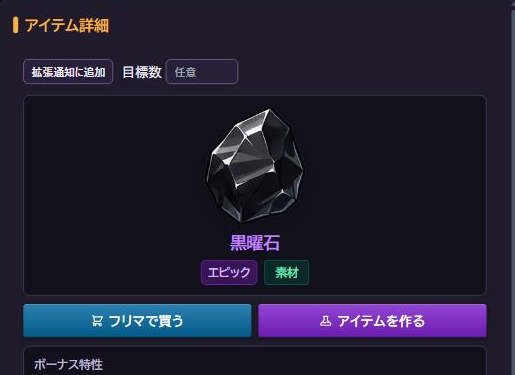 アイテム詳細
拡張通知に追加 目標数 任意
黒曜石
エピック 素材
フリマで買う アイテムを作る
ボーナス特性